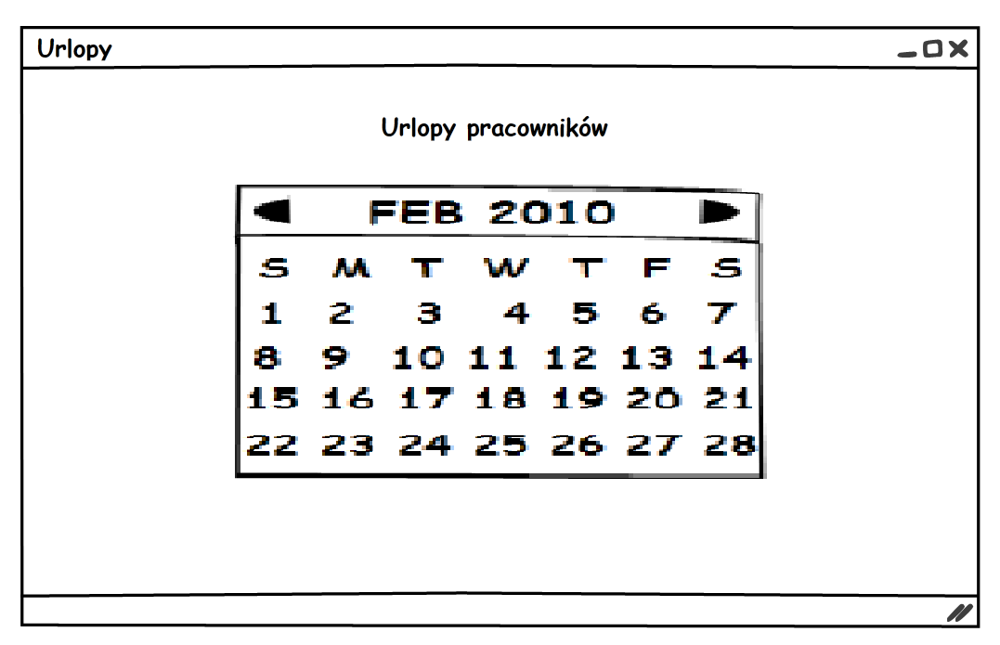 Urlopy
Urlopy pracowników
FEB 2010
S M T W T F S
1 2 3 4 5 6 7
8 9 10 11 12 13 14
15 16 17 18 19 20 21
22 23 24 25 26 27 28